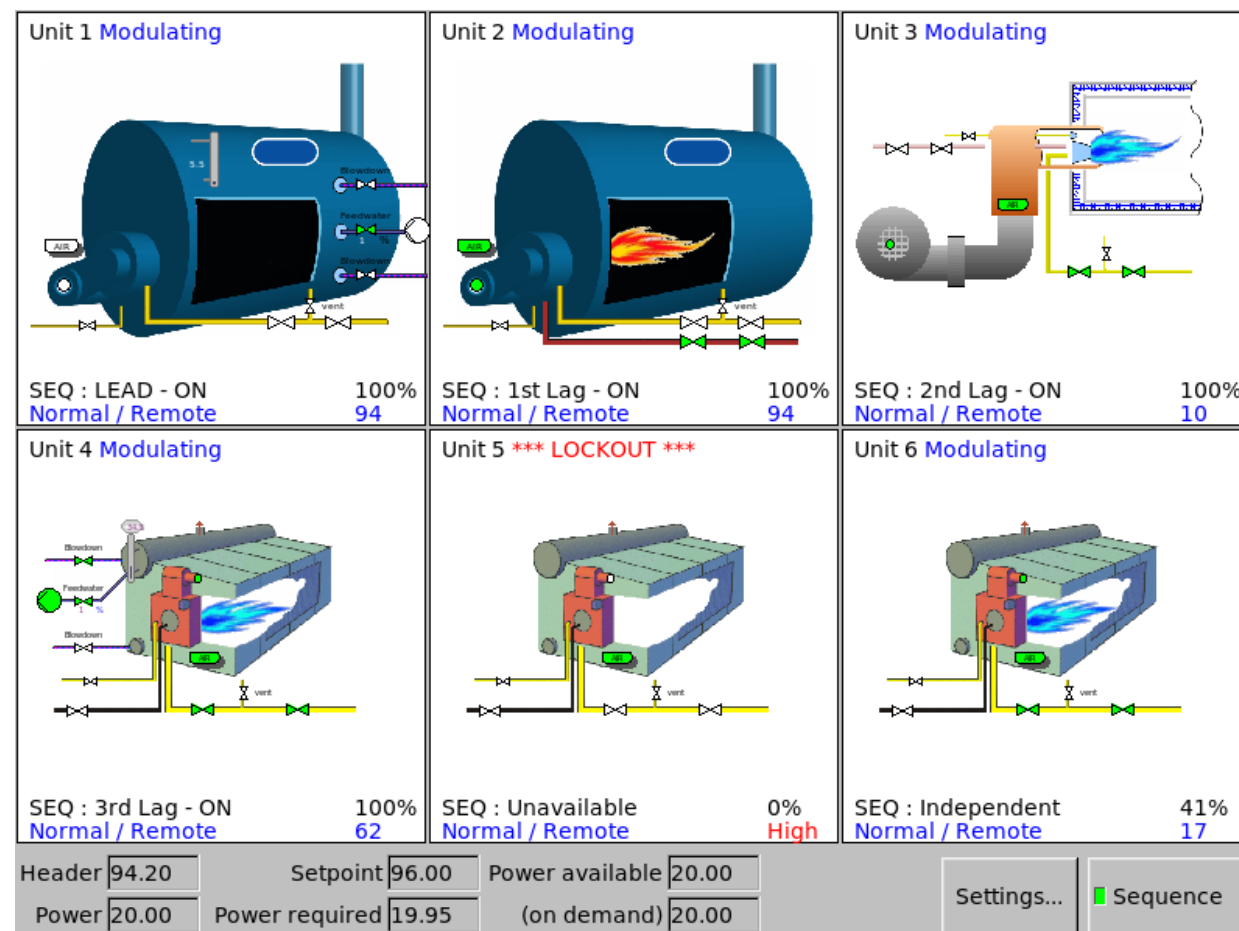 Unit 1 Modulating
5.5
Blowdown
AIR
Feedwater
1 %
Blowdown
vent
SEQ : LEAD - ON 100%
Normal / Remote 94
Unit 2 Modulating
AIR
vent
SEQ : 1st Lag - ON 100%
Normal / Remote 94
Unit 3 Modulating
AIR
SEQ : 2nd Lag - ON 100%
Normal / Remote 10
Unit 4 Modulating
Blowdown
Feedwater
1 %
Blowdown
AIR
vent
SEQ : 3rd Lag - ON 100%
Normal / Remote 62
Unit 5 *** LOCKOUT ***
AIR
vent
SEQ : Unavailable 0%
Normal / Remote High
Unit 6 Modulating
AIR
vent
SEQ : Independent 41%
Normal / Remote 17
Header 94.20 Setpoint 96.00 Power available 20.00
Power 20.00 Power required 19.95 (on demand) 20.00
Settings...
Sequence